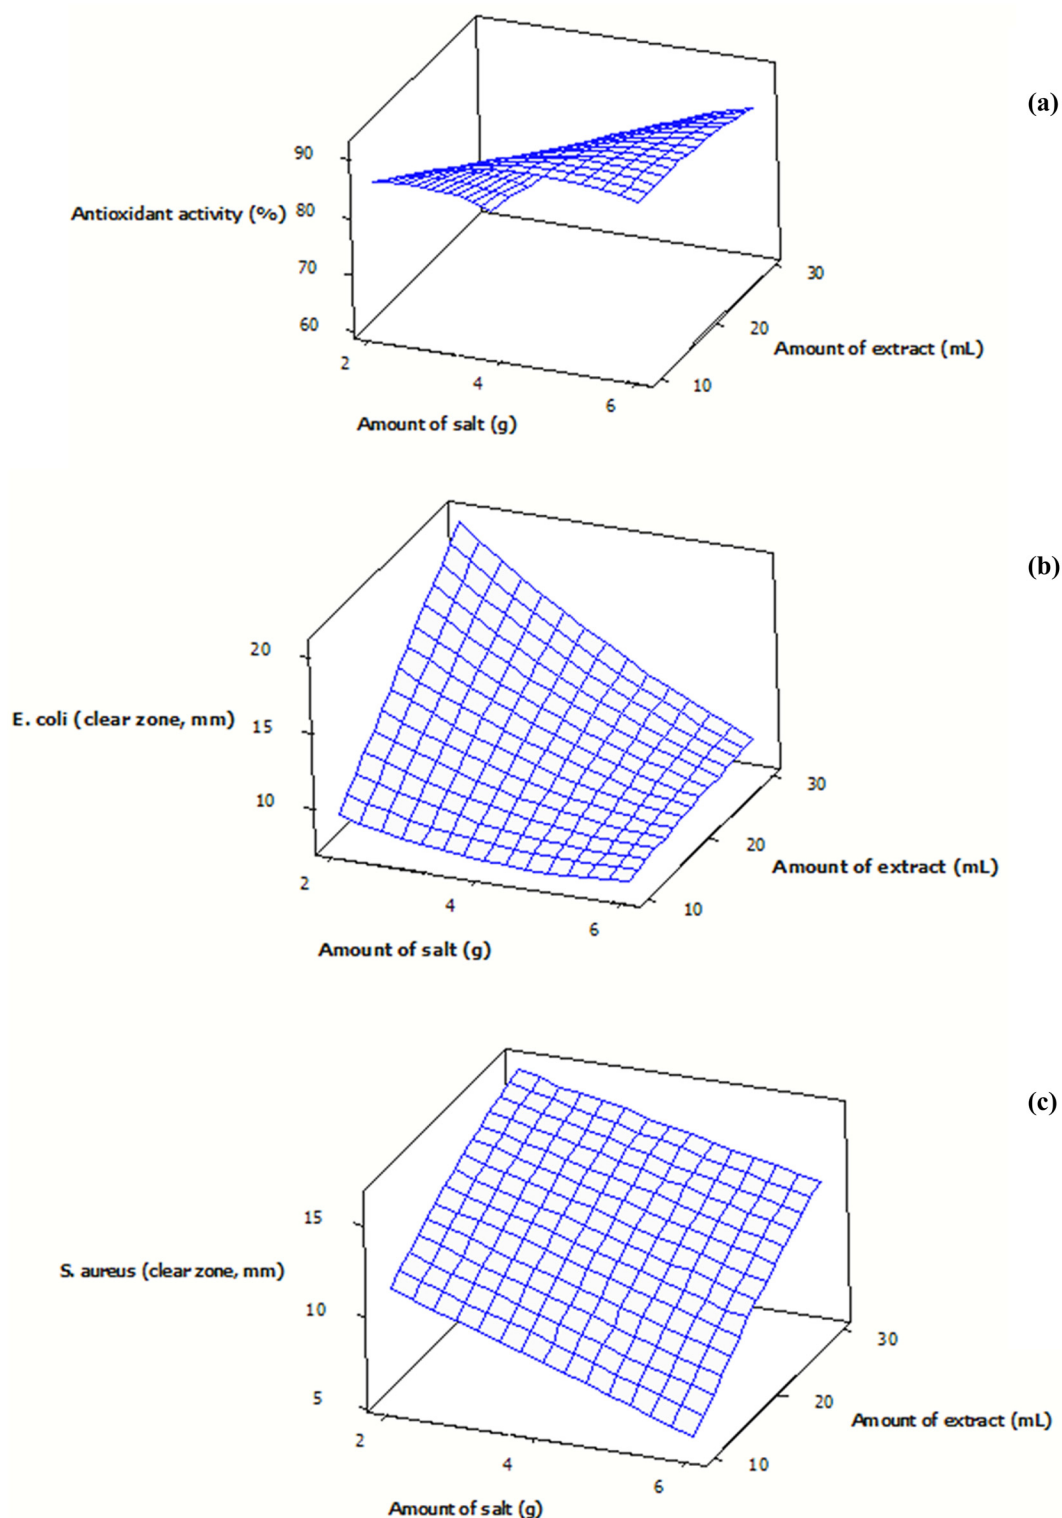 (a)
90
Antioxidant activity (%)
80
70
60
30
20
Amount of extract (mL)
10
2
4
6
Amount of salt (g)
(b)
20
E. coli (clear zone, mm)
15
10
30
20
Amount of extract (mL)
10
2
4
6
Amount of salt (g)
(c)
15
S. aureus (clear zone, mm)
10
5
30
20
Amount of extract (mL)
10
2
4
6
Amount of salt (g)